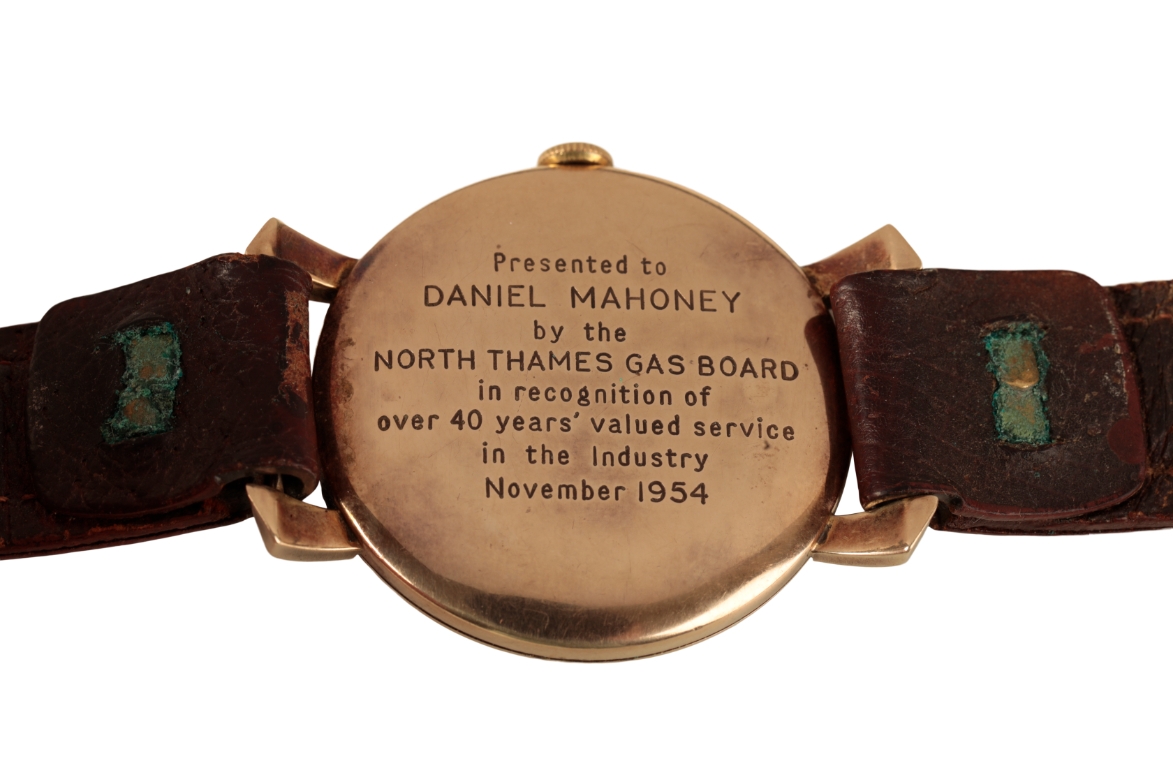 Presented to
DANIEL MAHONEY
by the
NORTH THAMES GAS BOARD
in recognition of
over 40 years' valued service
in the Industry
November 1954